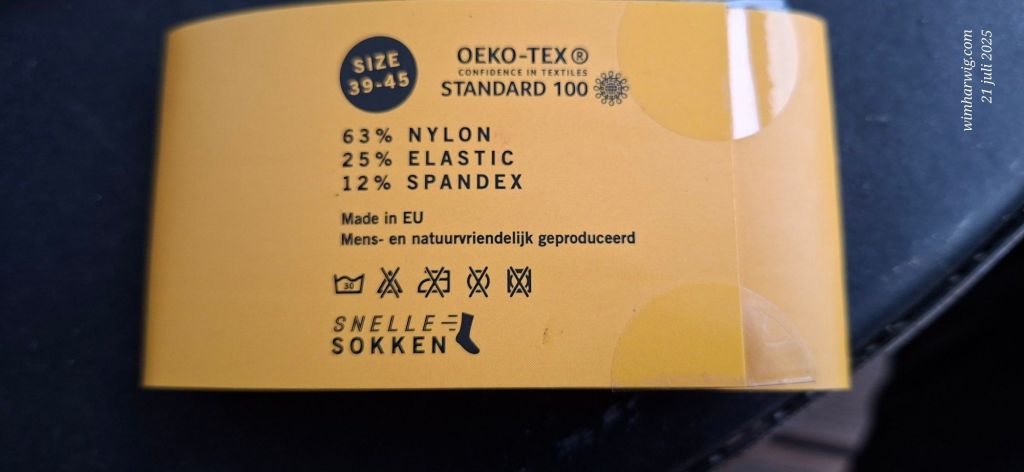 SIZE
39-45
OEKO-TEX®
CONFIDENCE IN TEXTILES
STANDARD 100
63% NYLON
25% ELASTIC
12% SPANDEX
Made in EU
Mens- en natuurvriendelijk geproduceerd
30
SNELLE
SOKKEN
wimharwig.com
21 juli 2025